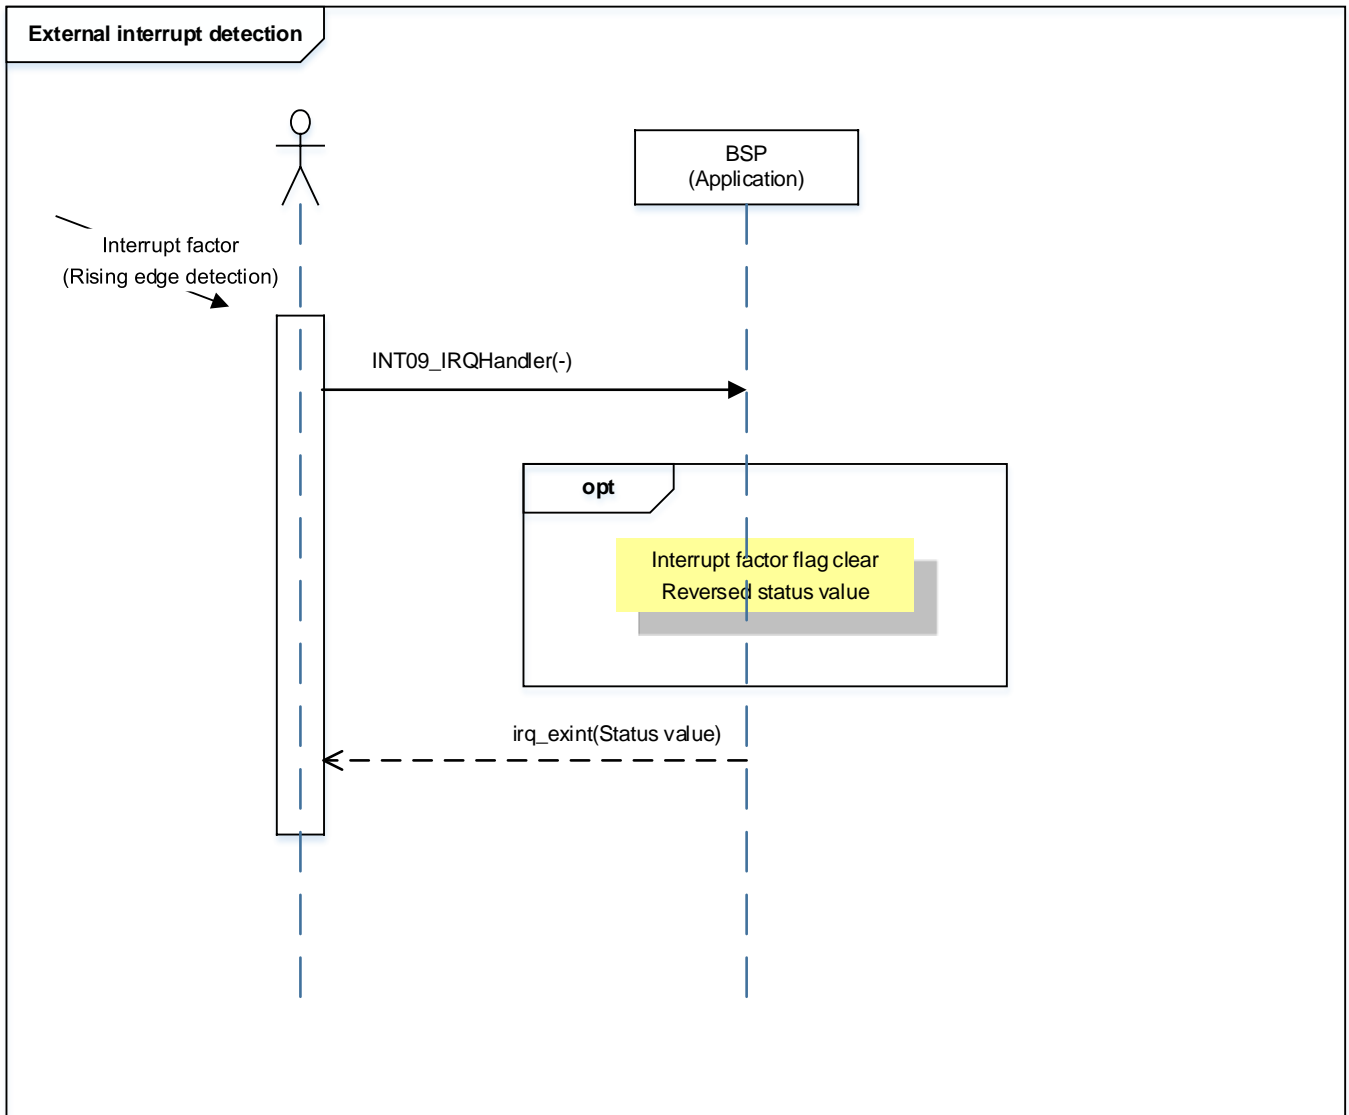 External interrupt detection
BSP
(Application)
Interrupt factor
(Rising edge detection)
INT09_IRQHandler(-)
opt
Interrupt factor flag clear
Reversed status value
irq_exint(Status value)